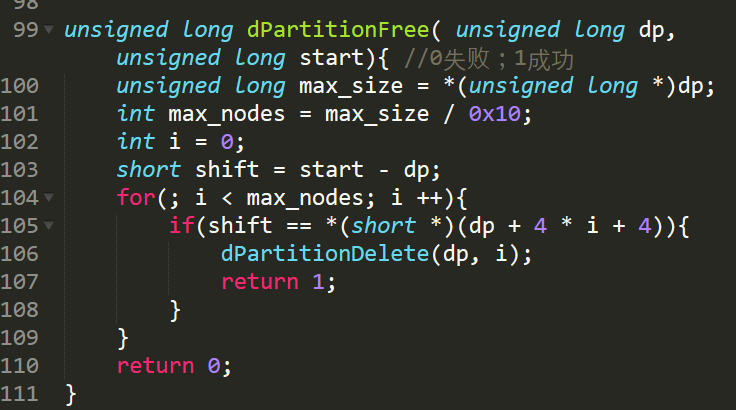 98
99 unsigned long dPartitionFree( unsigned long dp,
unsigned long start){ //0失败；1成功
100 unsigned long max_size = *(unsigned long *)dp;
101 int max_nodes = max_size / 0x10;
102 int i = 0;
103 short shift = start - dp;
104 for(; i < max_nodes; i ++){
105 if(shift == *(short *)(dp + 4 * i + 4)){
106 dPartitionDelete(dp, i);
107 return 1;
108 }
109 }
110 return 0;
111 }